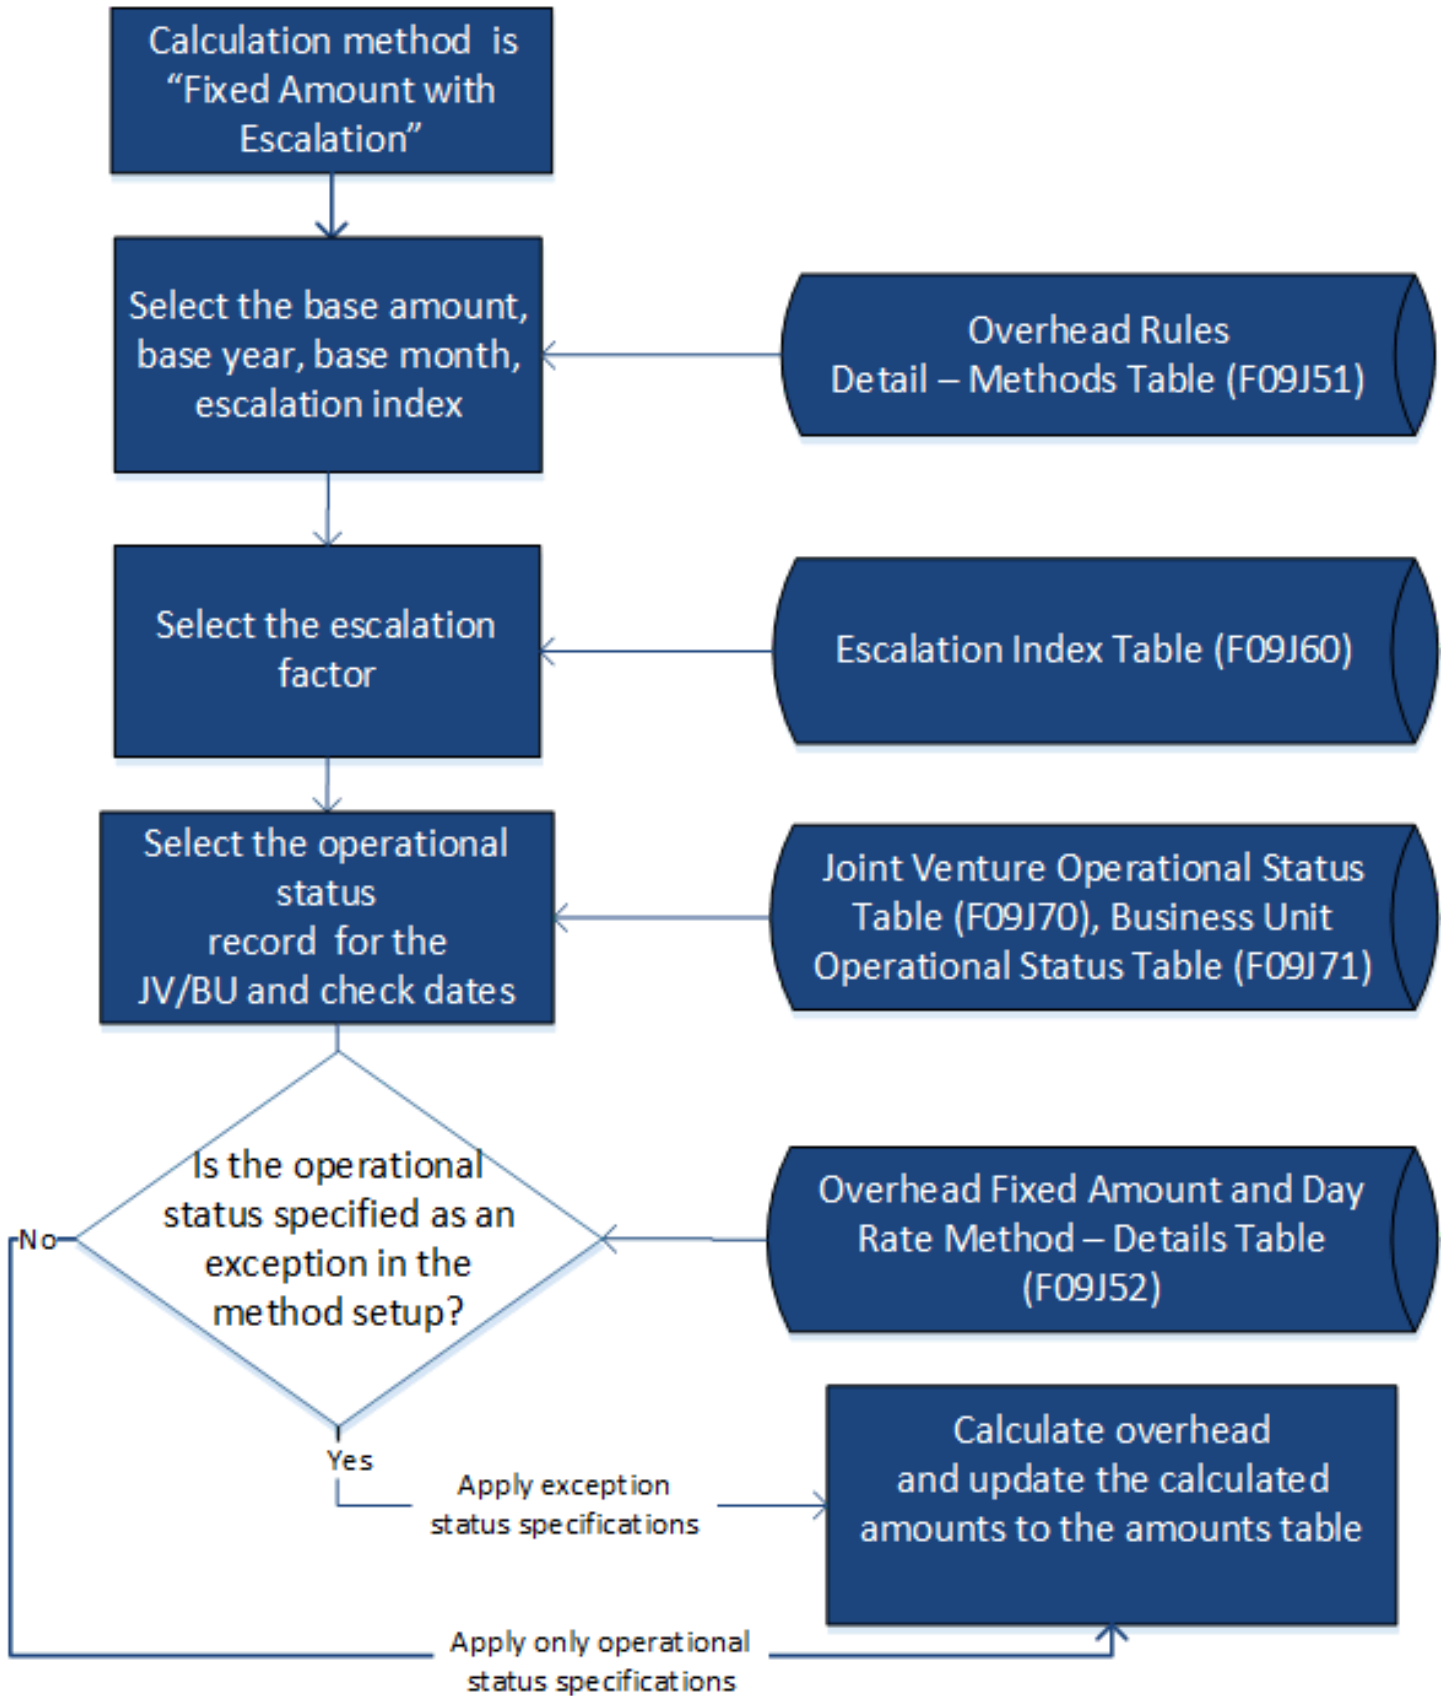 Calculation method is
“Fixed Amount with
Escalation”
Select the base amount,
base year, base month,
escalation index
Overhead Rules
Detail – Methods Table (F09J51)
Select the escalation
factor
Escalation Index Table (F09J60)
Select the operational
status
record for the
JV/BU and check dates
Joint Venture Operational Status
Table (F09J70), Business Unit
Operational Status Table (F09J71)
Is the operational
status specified as an
exception in the
method setup?
Overhead Fixed Amount and Day
Rate Method – Details Table
(F09J52)
No
Yes
Apply exception
status specifications
Calculate overhead
and update the calculated
amounts to the amounts table
Apply only operational
status specifications